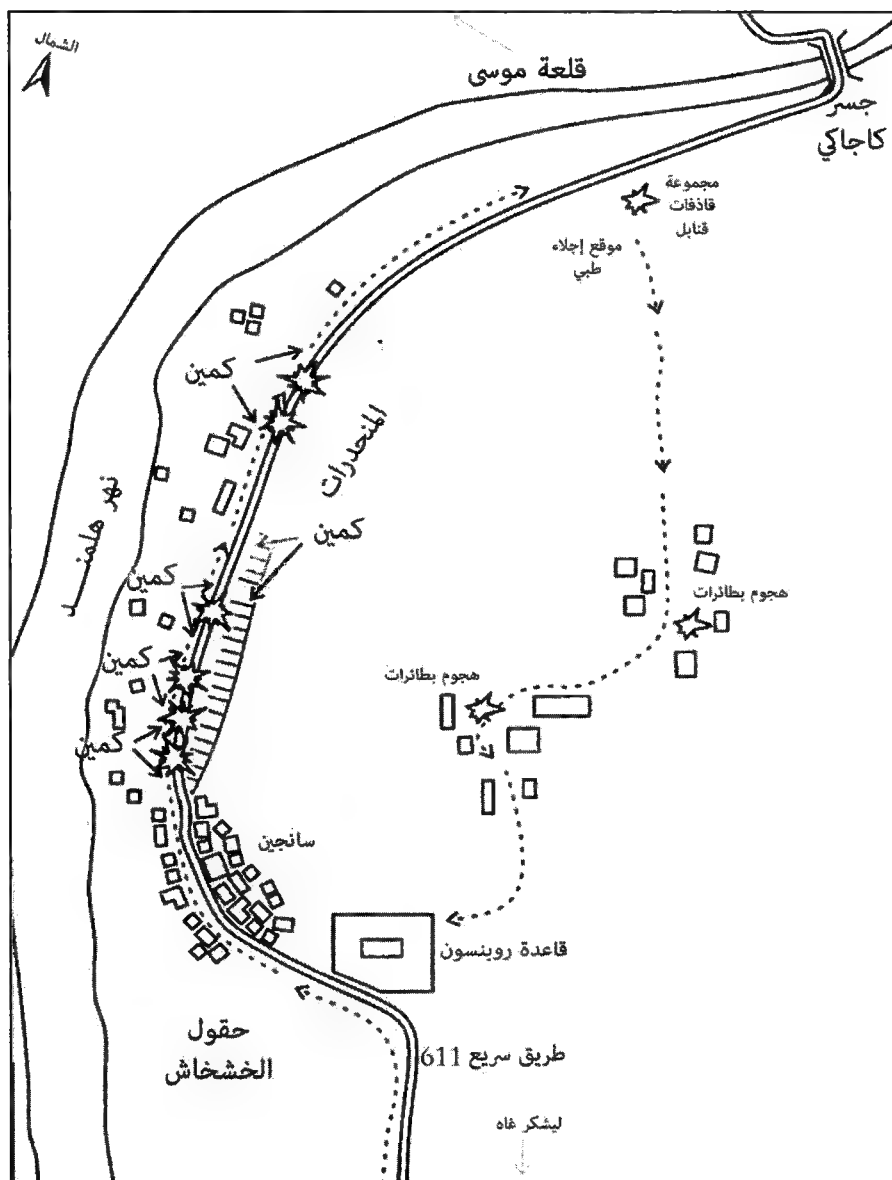 الشمال
قلعة موسى
جسر
كاجاكي
مجموعة
قاذفات
قنابل
موقع إجلاء
طبي
كمين
المنحدرات
نهر هلمنـــــد
كمين
كمين
هجوم بطائرات
كمين
هجوم بطائرات
كمين
سانجين
قاعدة روبنسون
حقول
الخشخاش
طريق سريع 611
ليشكر غاه